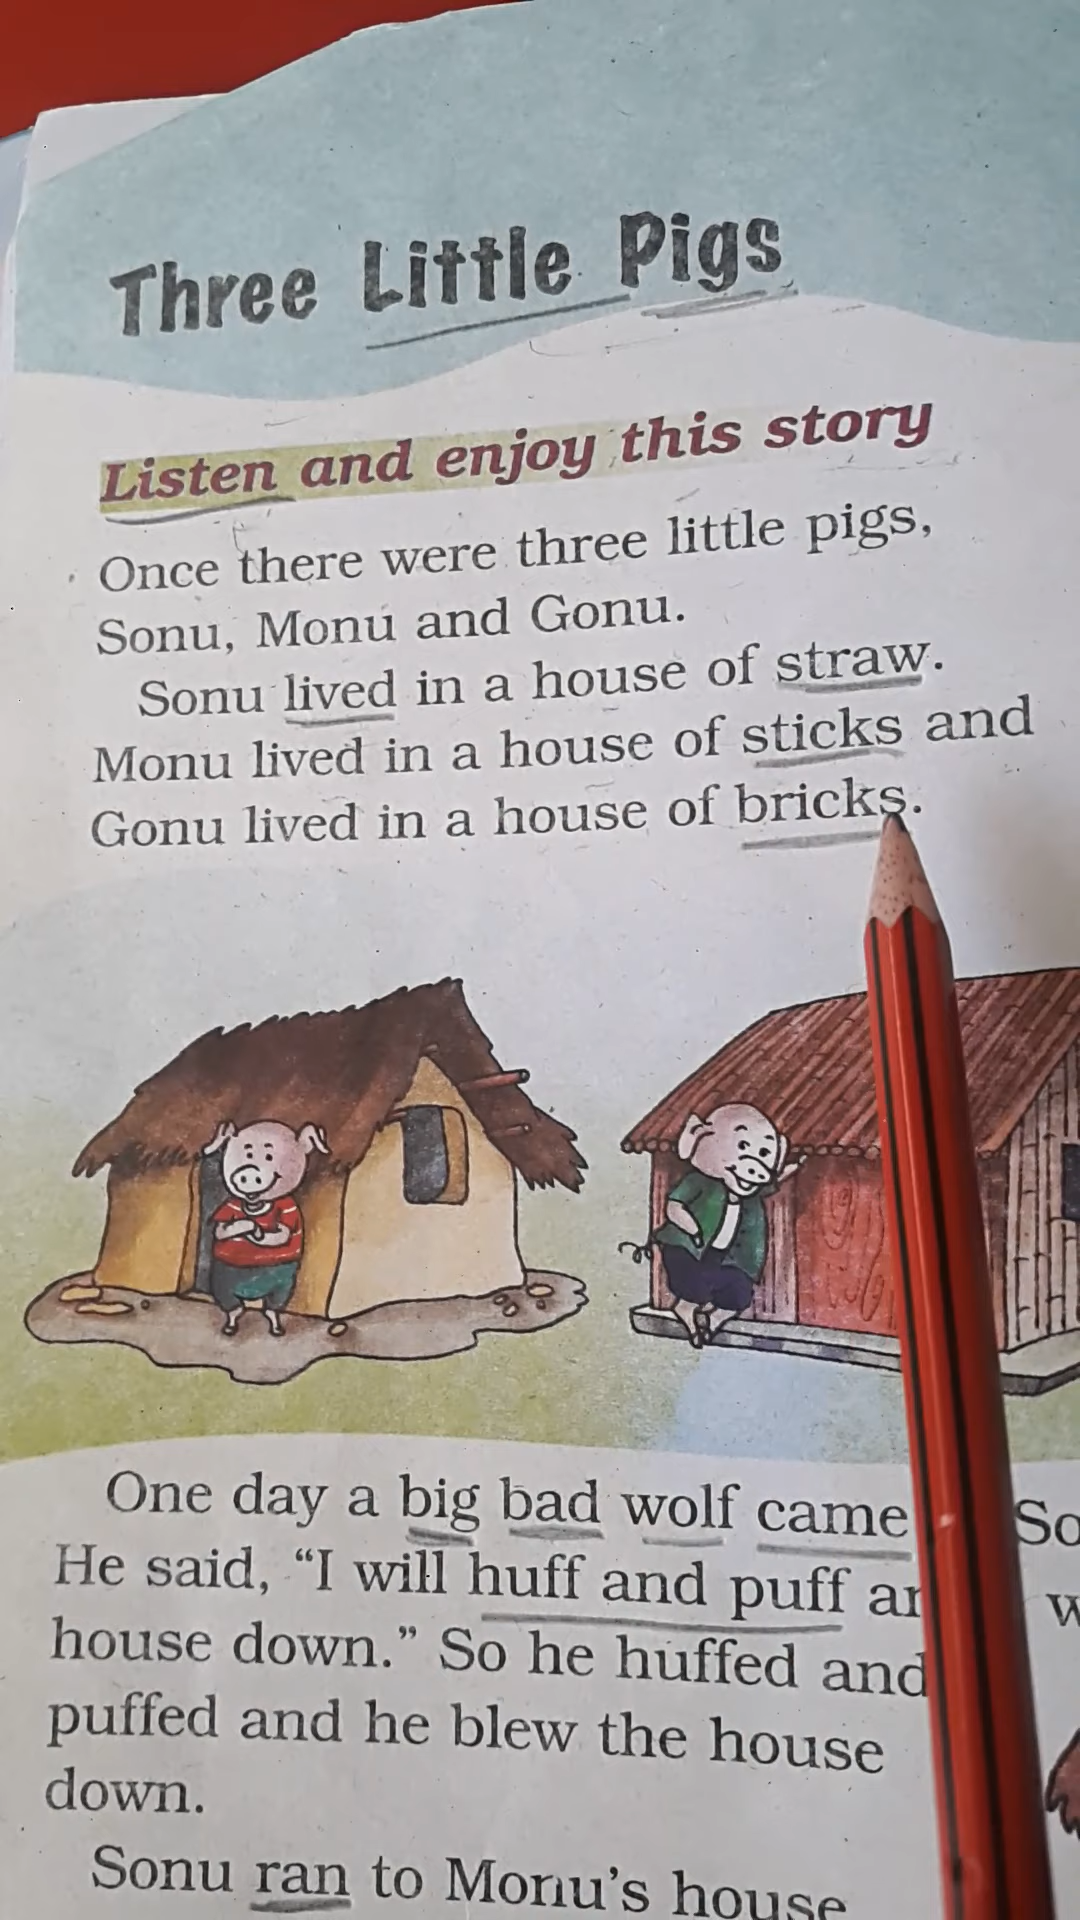 Three Little Pigs
Listen and enjoy this story
Once there were three little pigs,
Sonu, Monu and Gonu.
Sonu lived in a house of straw.
Monu lived in a house of sticks and
Gonu lived in a house of bricks.
One day a big bad wolf came So
He said, “I will huff and puff
house down.” So he huffed and
puffed and he blew the house
down.
Sonu ran to Monu’s house